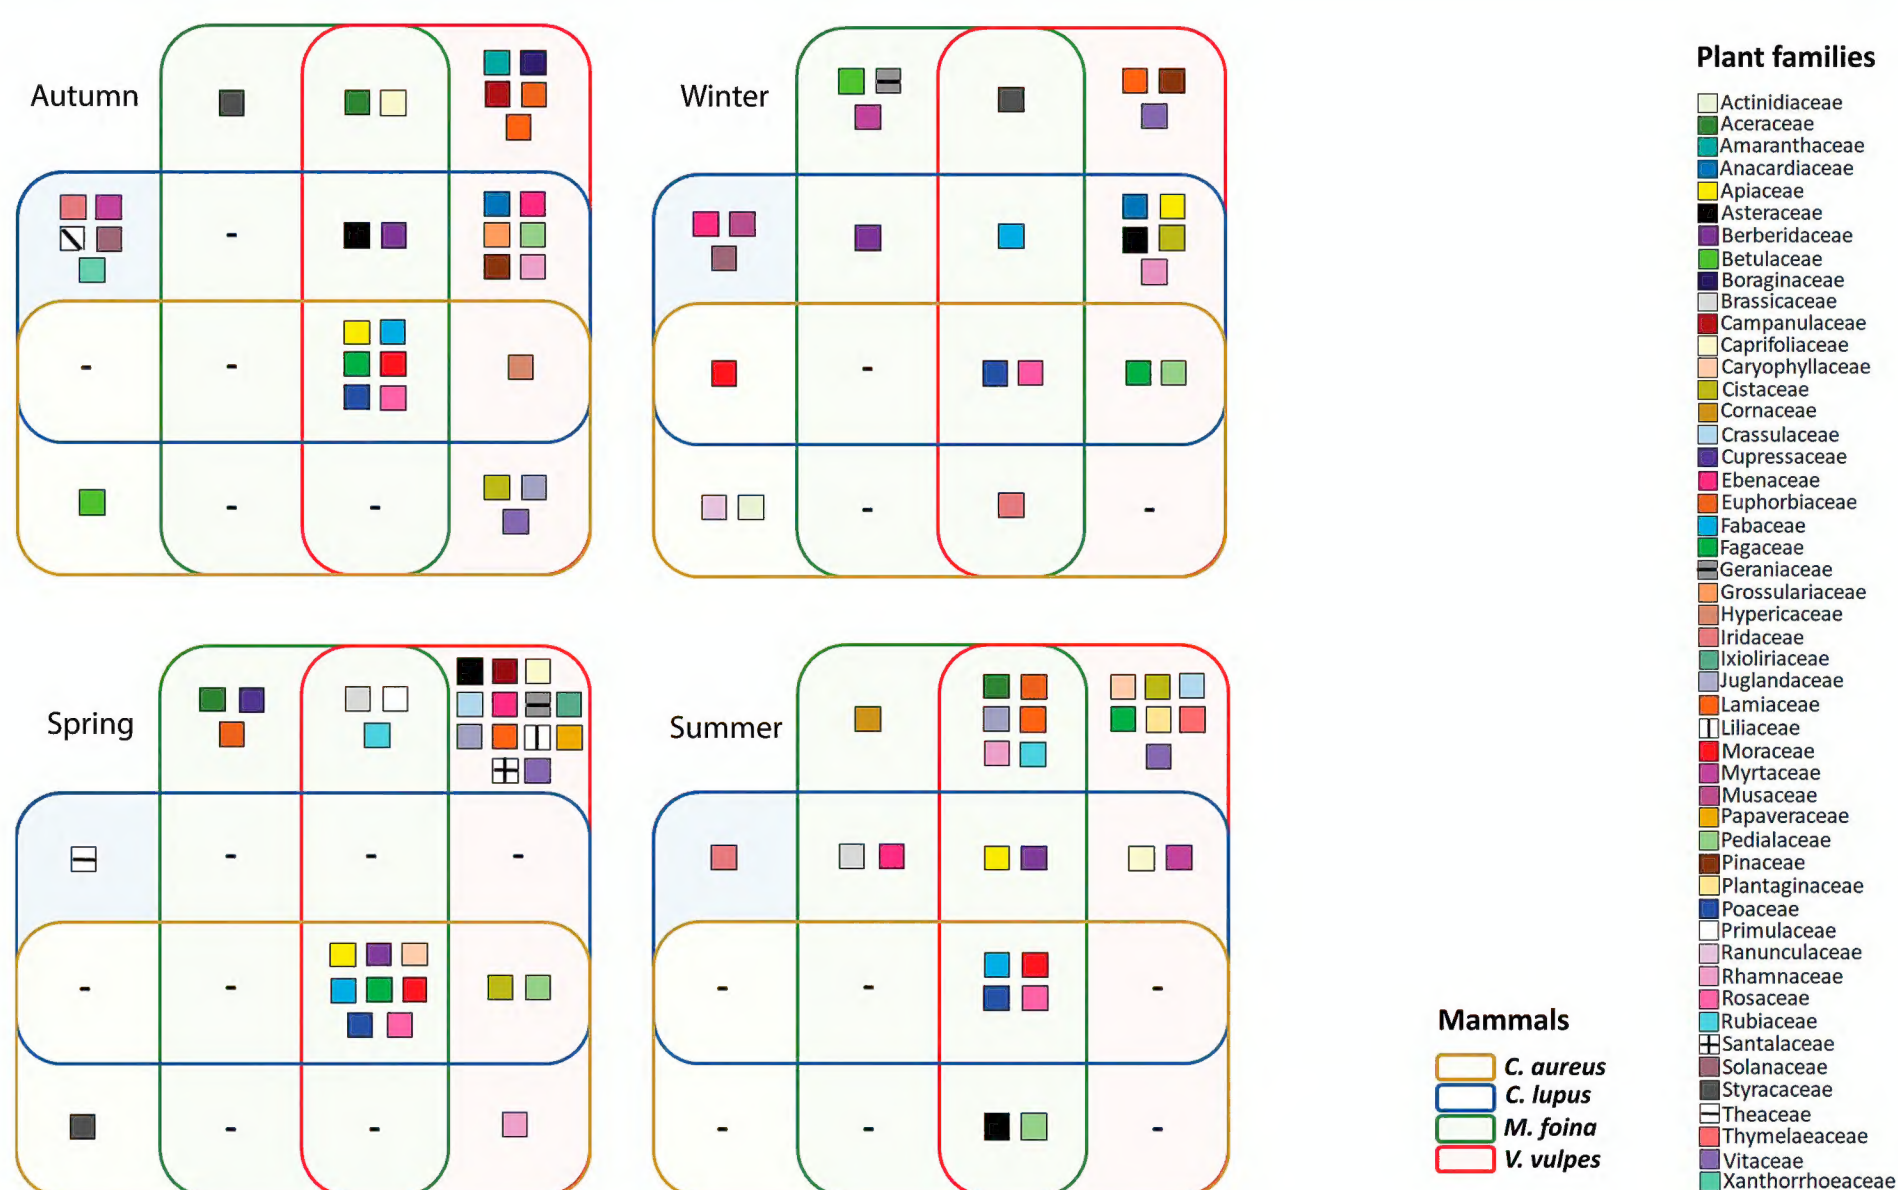 Autumn
Winter
Spring
Summer
Mammals
C. aureus
C. lupus
M. foina
V. vulpes
Plant families
Actinidiaceae
Aceraceae
Amaranthaceae
Anacardiaceae
Apiaceae
Asteraceae
Berberidaceae
Betulaceae
Boraginaceae
Brassicaceae
Campanulaceae
Caprifoliaceae
Caryophyllaceae
Cistaceae
Cornaceae
Crassulaceae
Cupressaceae
Ebenaceae
Euphorbiaceae
Fabaceae
Fagaceae
Geraniaceae
Grossulariaceae
Hypericaceae
Iridaceae
Ixioliriaceae
Juglandaceae
Lamiaceae
Liliaceae
Moraceae
Myrtaceae
Musaceae
Papaveraceae
Pedialaceae
Pinaceae
Plantaginaceae
Poaceae
Primulaceae
Ranunculaceae
Rhamnaceae
Rosaceae
Rubiaceae
Santalaceae
Solanaceae
Styracaceae
Theaceae
Thymelaeaceae
Vitaceae
Xanthorrhoeaceae